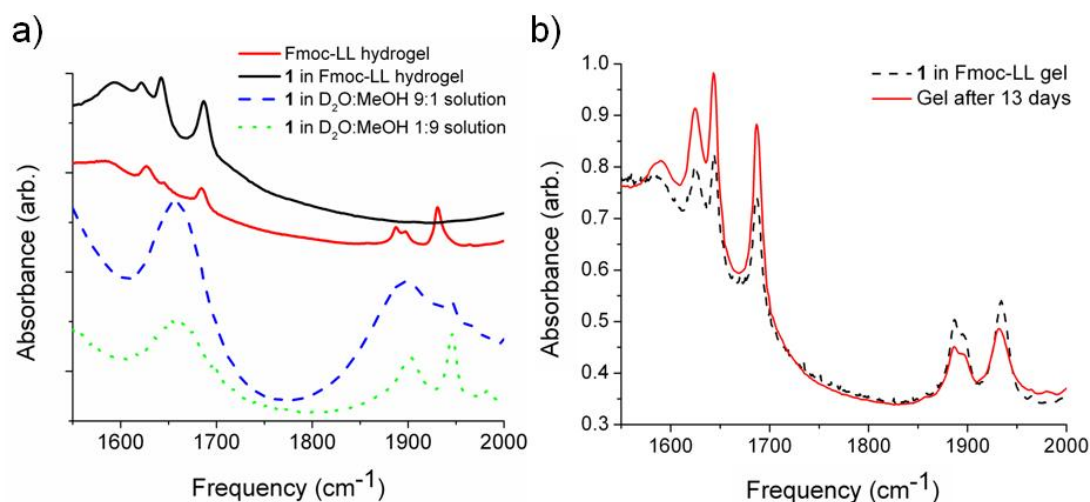 a)
Fmoc-LL hydrogel
1 in Fmoc-LL hydrogel
1 in D₂O:MeOH 9:1 solution
1 in D₂O:MeOH 1:9 solution
Absorbance (arb.)
1600 1700 1800 1900 2000
Frequency (cm⁻¹)
b)
1 in Fmoc-LL gel
Gel after 13 days
Absorbance (arb.)
1.0
0.9
0.8
0.7
0.6
0.5
0.4
0.3
1600 1700 1800 1900 2000
Frequency (cm⁻¹)